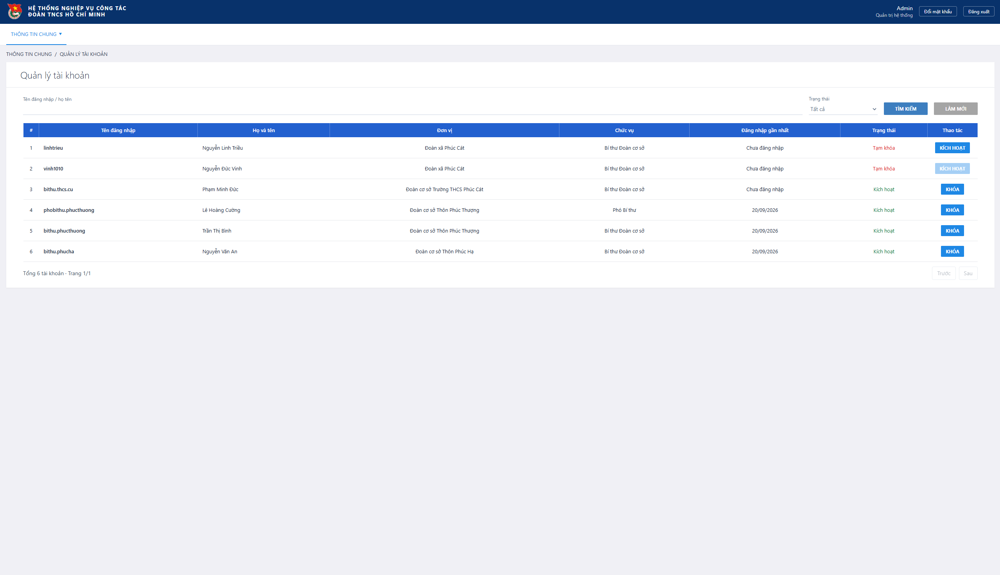 HỆ THỐNG NGHIỆP VỤ CÔNG TÁC
ĐOÀN TNCS HỒ CHÍ MINH
Admin
Quản trị hệ thống
Đổi mật khẩu
Đăng xuất
THÔNG TIN CHUNG ▼
THÔNG TIN CHUNG / QUẢN LÝ TÀI KHOẢN
Quản lý tài khoản
Tên đăng nhập / họ tên
Trạng thái
Tất cả
TÌM KIẾM
LÀM MỚI
# Tên đăng nhập Họ và tên Đơn vị Chức vụ Đăng nhập gần nhất Trạng thái Thao tác
1 linhtrieu Nguyễn Linh Triều Đoàn xã Phúc Cát Bí thư Đoàn cơ sở Chưa đăng nhập Tạm khóa KÍCH HOẠT
2 vinh1010 Nguyễn Đức Vinh Đoàn xã Phúc Cát Bí thư Đoàn cơ sở Chưa đăng nhập Tạm khóa KÍCH HOẠT
3 bithu.thcs.cu Phạm Minh Đức Đoàn cơ sở Trường THCS Phúc Cát Bí thư Đoàn cơ sở Chưa đăng nhập Kích hoạt KHÓA
4 phobithu.phucthuong Lê Hoàng Cường Đoàn cơ sở Thôn Phúc Thượng Phó Bí thư 20/09/2026 Kích hoạt KHÓA
5 bithu.phucthuong Trần Thị Bình Đoàn cơ sở Thôn Phúc Thượng Bí thư Đoàn cơ sở 20/09/2026 Kích hoạt KHÓA
6 bithu.phucha Nguyễn Văn An Đoàn cơ sở Thôn Phúc Hạ Bí thư Đoàn cơ sở 20/09/2026 Kích hoạt KHÓA
Tổng 6 tài khoản · Trang 1/1
Trước
Sau